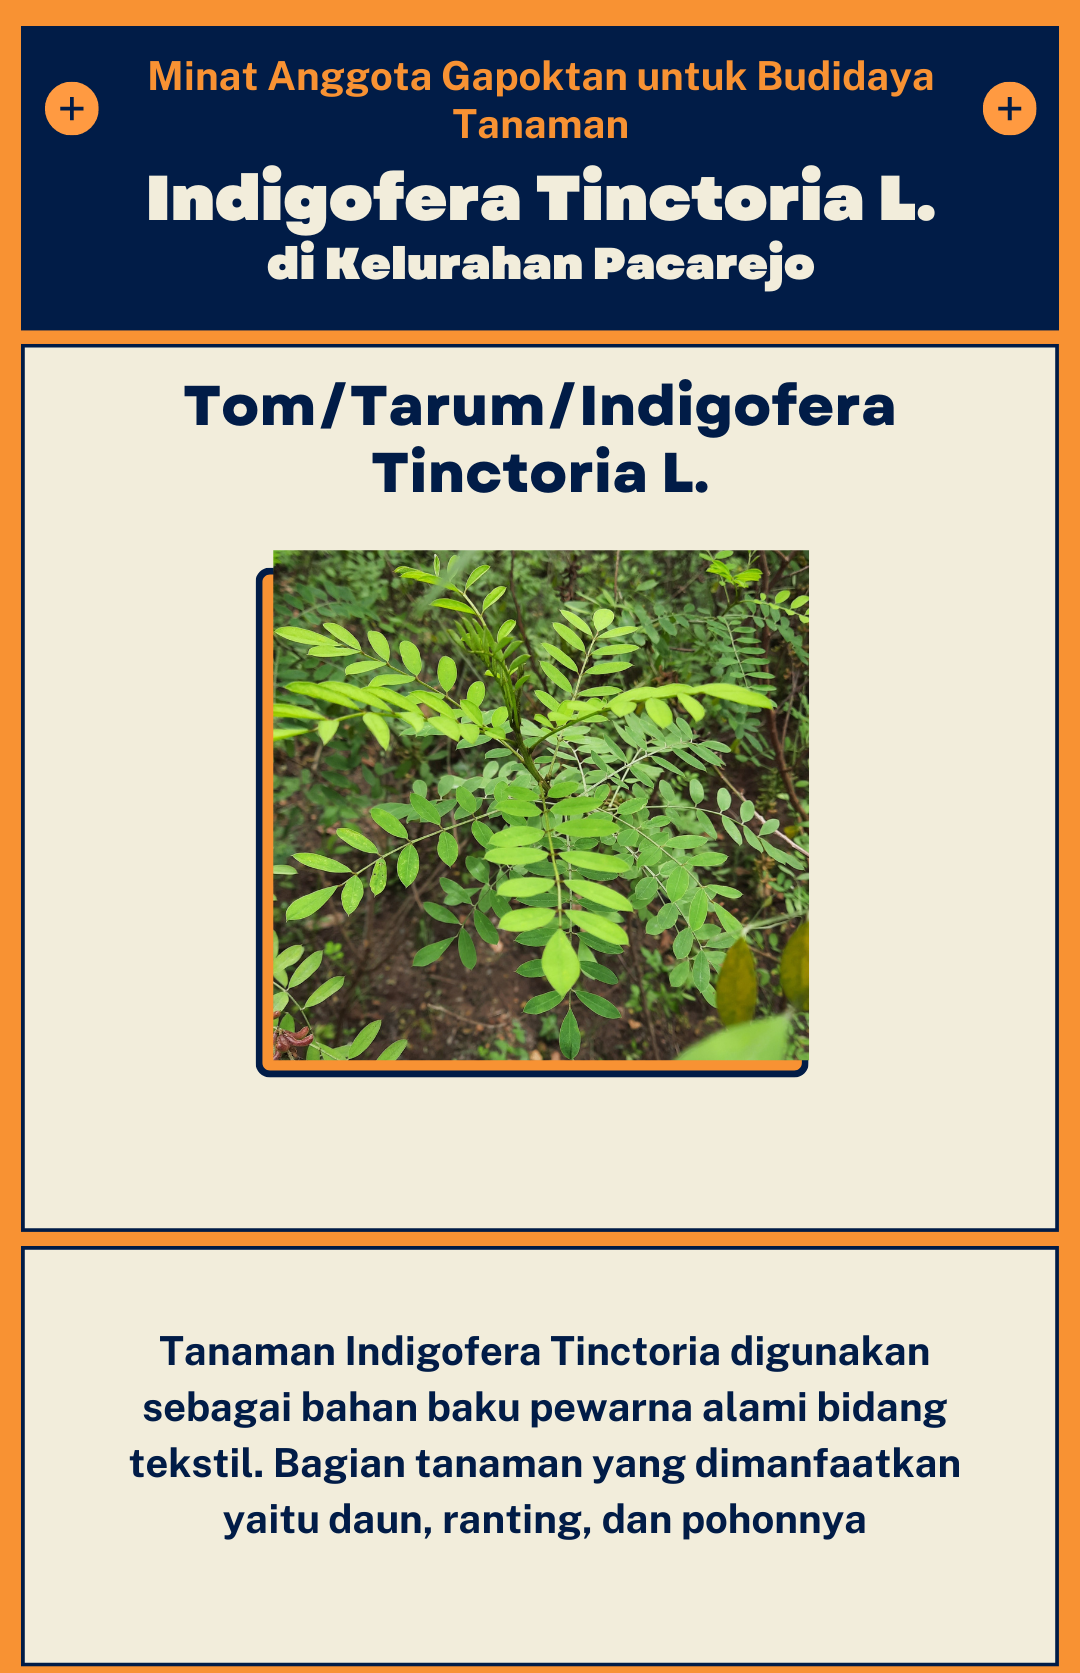 Minat Anggota Gapoktan untuk Budidaya
Tanaman
Indigofera Tinctoria L.
di Kelurahan Pacarejo
Tom/Tarum/Indigofera
Tinctoria L.
Tanaman Indigofera Tinctoria digunakan
sebagai bahan baku pewarna alami bidang
tekstil. Bagian tanaman yang dimanfaatkan
yaitu daun, ranting, dan pohonnya